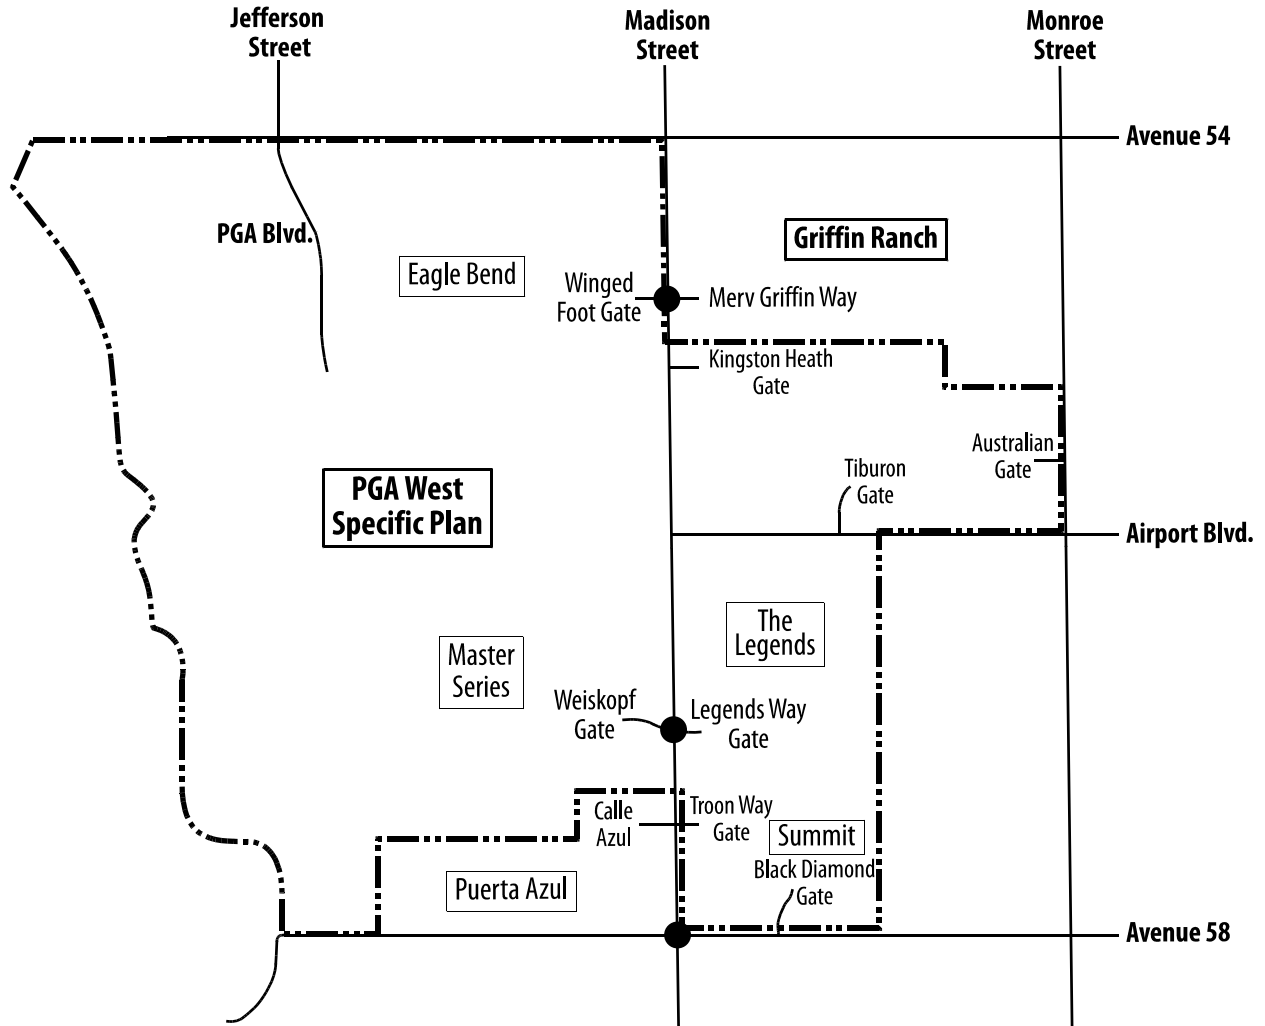 Jefferson
Street
Madison
Street
Monroe
Street
Avenue 54
PGA Blvd.
Griffin Ranch
Eagle Bend
Winged
Foot Gate
Merv Griffin Way
Kingston Heath
Gate
Australian
Gate
Tiburon
Gate
PGA West
Specific Plan
Airport Blvd.
The
Legends
Master
Series
Weiskopf
Gate
Legends Way
Gate
Calle
Azul
Troon Way
Gate
Summit
Black Diamond
Gate
Puerta Azul
Avenue 58